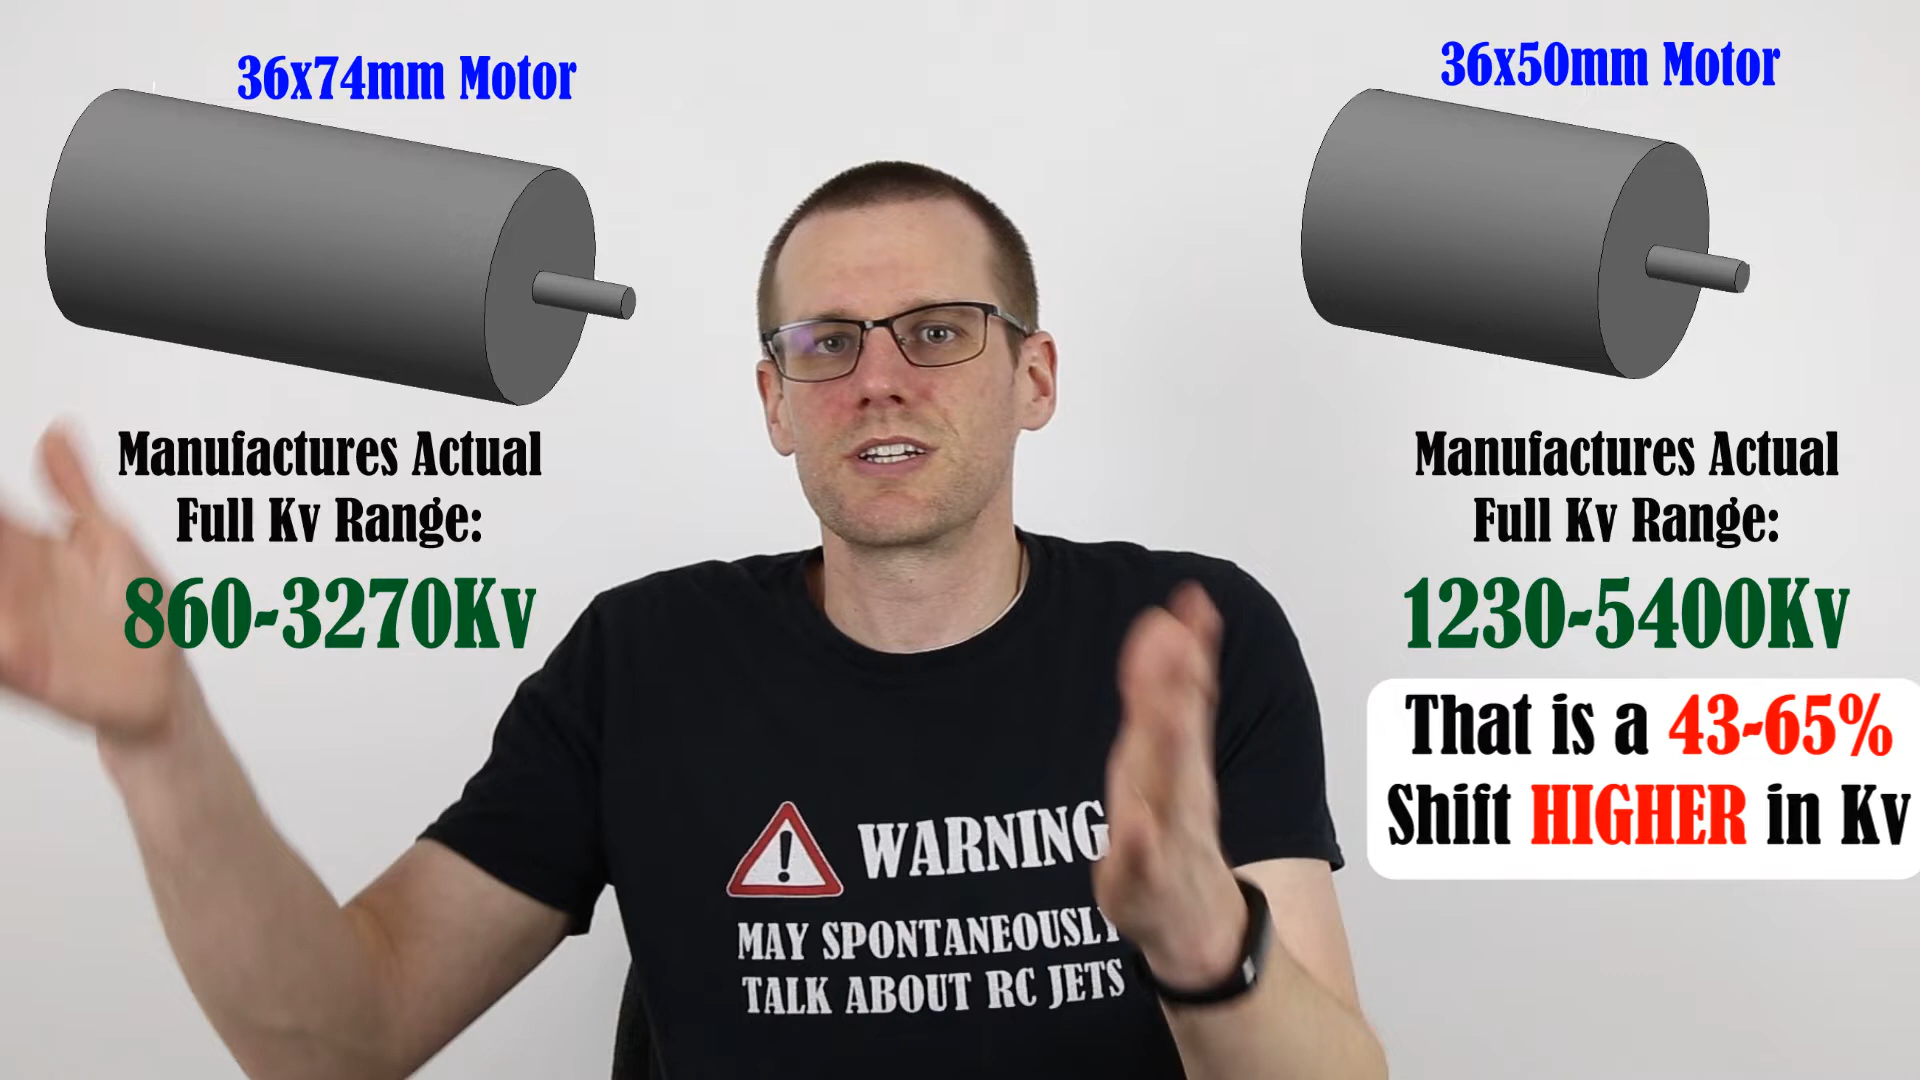 36x74mm Motor
Manufactures Actual
Full Kv Range:
860-3270Kv
36x50mm Motor
Manufactures Actual
Full Kv Range:
1230-5400Kv
That is a 43-65%
Shift HIGHER in Kv
WARNING
MAY SPONTANEOUSLY
TALK ABOUT RC JETS